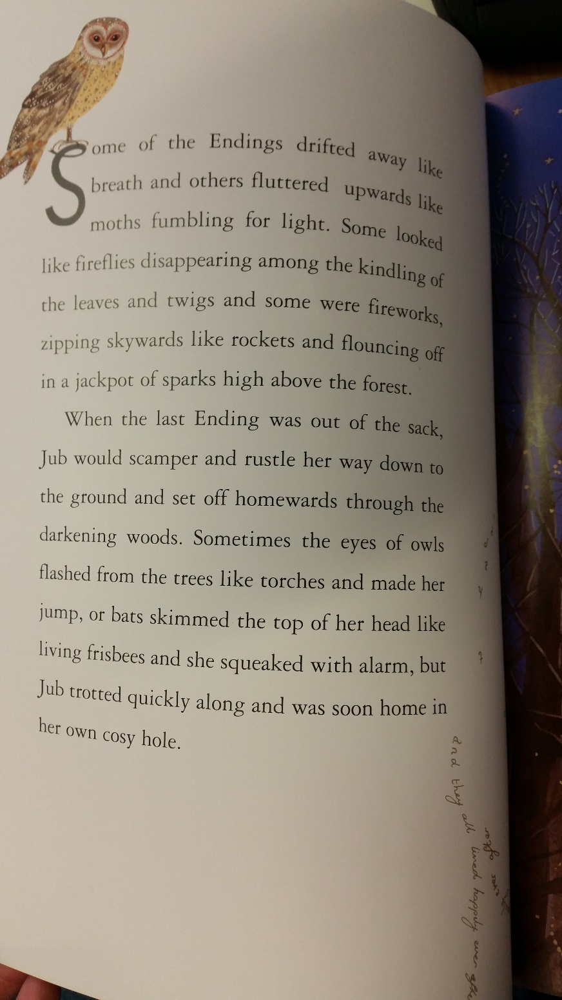 Some of the Endings drifted away like
breath and others fluttered upwards like
moths fumbling for light. Some looked
like fireflies disappearing among the kindling of
the leaves and twigs and some were fireworks,
zipping skywards like rockets and flouncing off
in a jackpot of sparks high above the forest.
When the last Ending was out of the sack,
Jub would scamper and rustle her way down to
the ground and set off homewards through the
darkening woods. Sometimes the eyes of owls
flashed from the trees like torches and made her
jump, or bats skimmed the top of her head like
living frisbees and she squeaked with alarm, but
Jub trotted quickly along and was soon home in
her own cosy hole.
and they all lived happily ever after